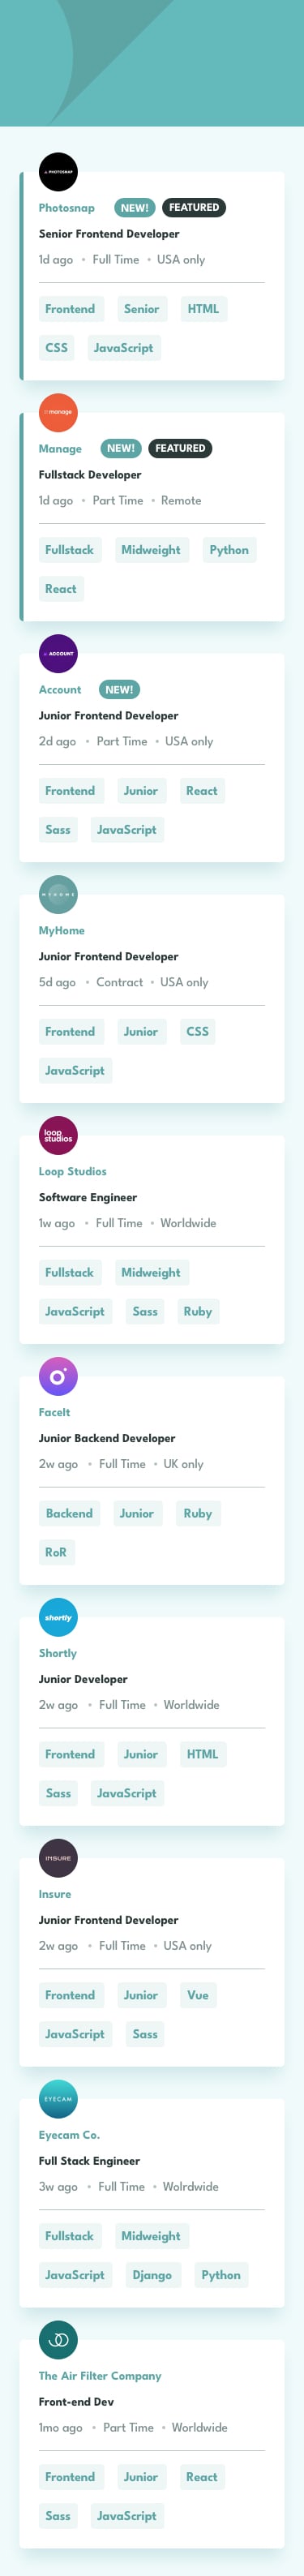 PHOTOSNAP
Photosnap NEW! FEATURED
Senior Frontend Developer
1d ago • Full Time • USA only
Frontend Senior HTML
CSS JavaScript
manage
Manage NEW! FEATURED
Fullstack Developer
1d ago • Part Time • Remote
Fullstack Midweight Python
React
ACCOUNT
Account NEW!
Junior Frontend Developer
2d ago • Part Time • USA only
Frontend Junior React
Sass JavaScript
MYHOME
MyHome
Junior Frontend Developer
5d ago • Contract • USA only
Frontend Junior CSS
JavaScript
loop
studios
Loop Studios
Software Engineer
1w ago • Full Time • Worldwide
Fullstack Midweight
JavaScript Sass Ruby
FaceIt
Junior Backend Developer
2w ago • Full Time • UK only
Backend Junior Ruby
RoR
shortly
Shortly
Junior Developer
2w ago • Full Time • Worldwide
Frontend Junior HTML
Sass JavaScript
INSURE
Insure
Junior Frontend Developer
2w ago • Full Time • USA only
Frontend Junior Vue
JavaScript Sass
EYECAM
Eyecam Co.
Full Stack Engineer
3w ago • Full Time • Wolrdwide
Fullstack Midweight
JavaScript Django Python
The Air Filter Company
Front-end Dev
1mo ago • Part Time • Worldwide
Frontend Junior React
Sass JavaScript